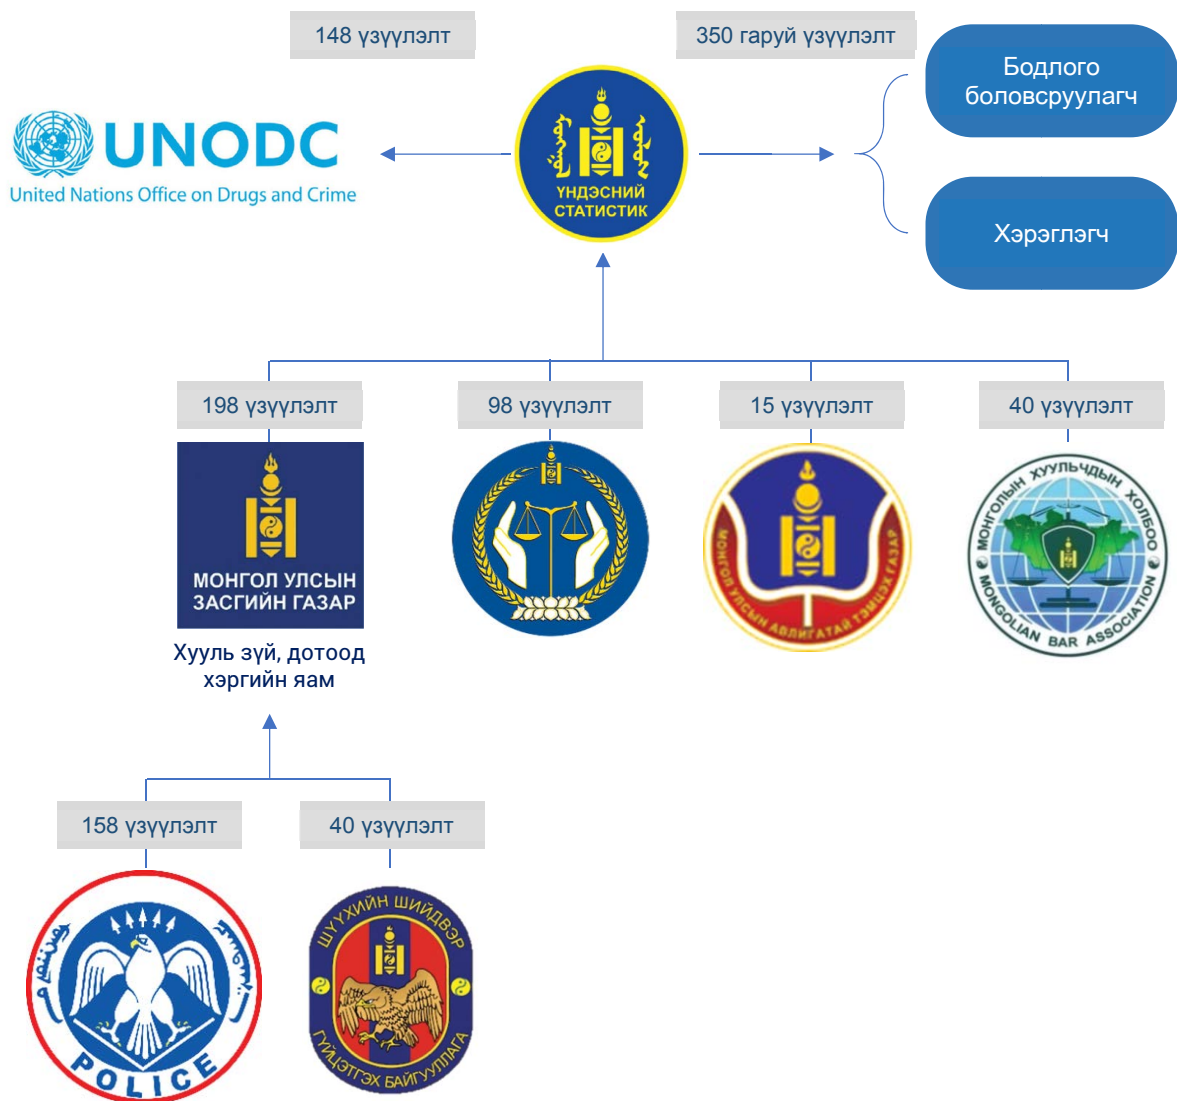 148 үзүүлэлт
350 гаруй үзүүлэлт
Бодлого
боловсруулагч
UNODC
United Nations Office on Drugs and Crime
ҮНДЭСНИЙ
СТАТИСТИК
Хэрэглэгч
198 үзүүлэлт
98 үзүүлэлт
15 үзүүлэлт
40 үзүүлэлт
МОНГОЛ УЛСЫН
ЗАСГИЙН ГАЗАР
МОНГОЛ УЛСЫН АВЛИГАТАЙ ТЭМЦЭХ ГАЗАР
МОНГОЛЫН ХУУЛЬЧДЫН ХОЛБОО
MONGOLIAN BAR ASSOCIATION
Хууль зүй, дотоод
хэргийн яам
158 үзүүлэлт
40 үзүүлэлт
POLICE
ШҮҮХИЙН ШИЙДВЭР
ГҮЙЦЭТГЭХ БАЙГУУЛЛАГА